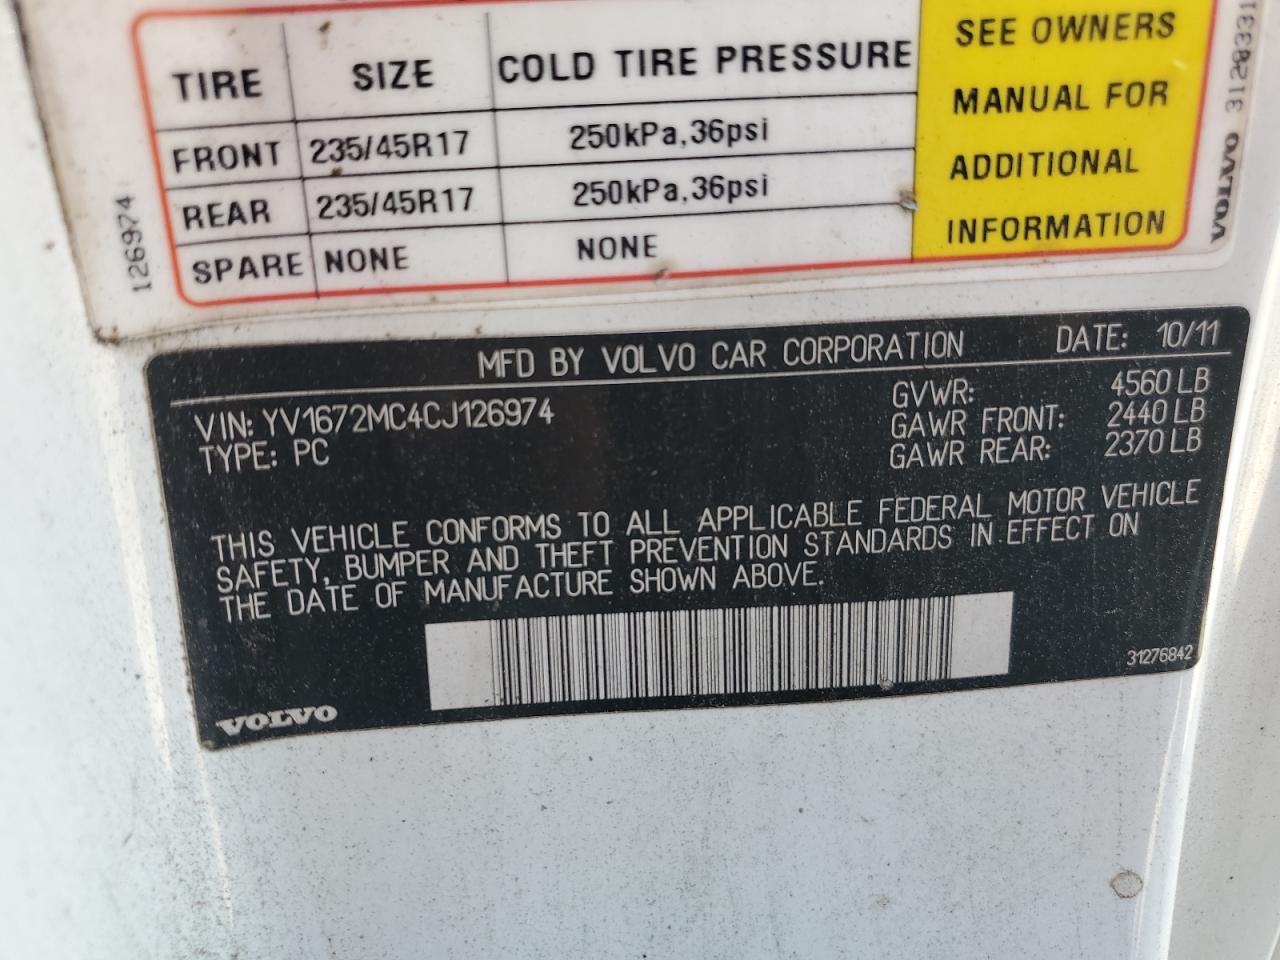 TIRE SIZE COLD TIRE PRESSURE
FRONT 235/45R17 250kPa,36psi
REAR 235/45R17 250kPa,36psi
SPARE NONE NONE
SEE OWNERS
MANUAL FOR
ADDITIONAL
INFORMATION
126974
VOLVO
MFD BY VOLVO CAR CORPORATION DATE: 10/11
VIN: YV1672MC4CJ126974
TYPE: PC
GVWR: 4560 LB
GAWR FRONT: 2440 LB
GAWR REAR: 2370 LB
THIS VEHICLE CONFORMS TO ALL APPLICABLE FEDERAL MOTOR VEHICLE
SAFETY, BUMPER AND THEFT PREVENTION STANDARDS IN EFFECT ON
THE DATE OF MANUFACTURE SHOWN ABOVE.
31276842
VOLVO